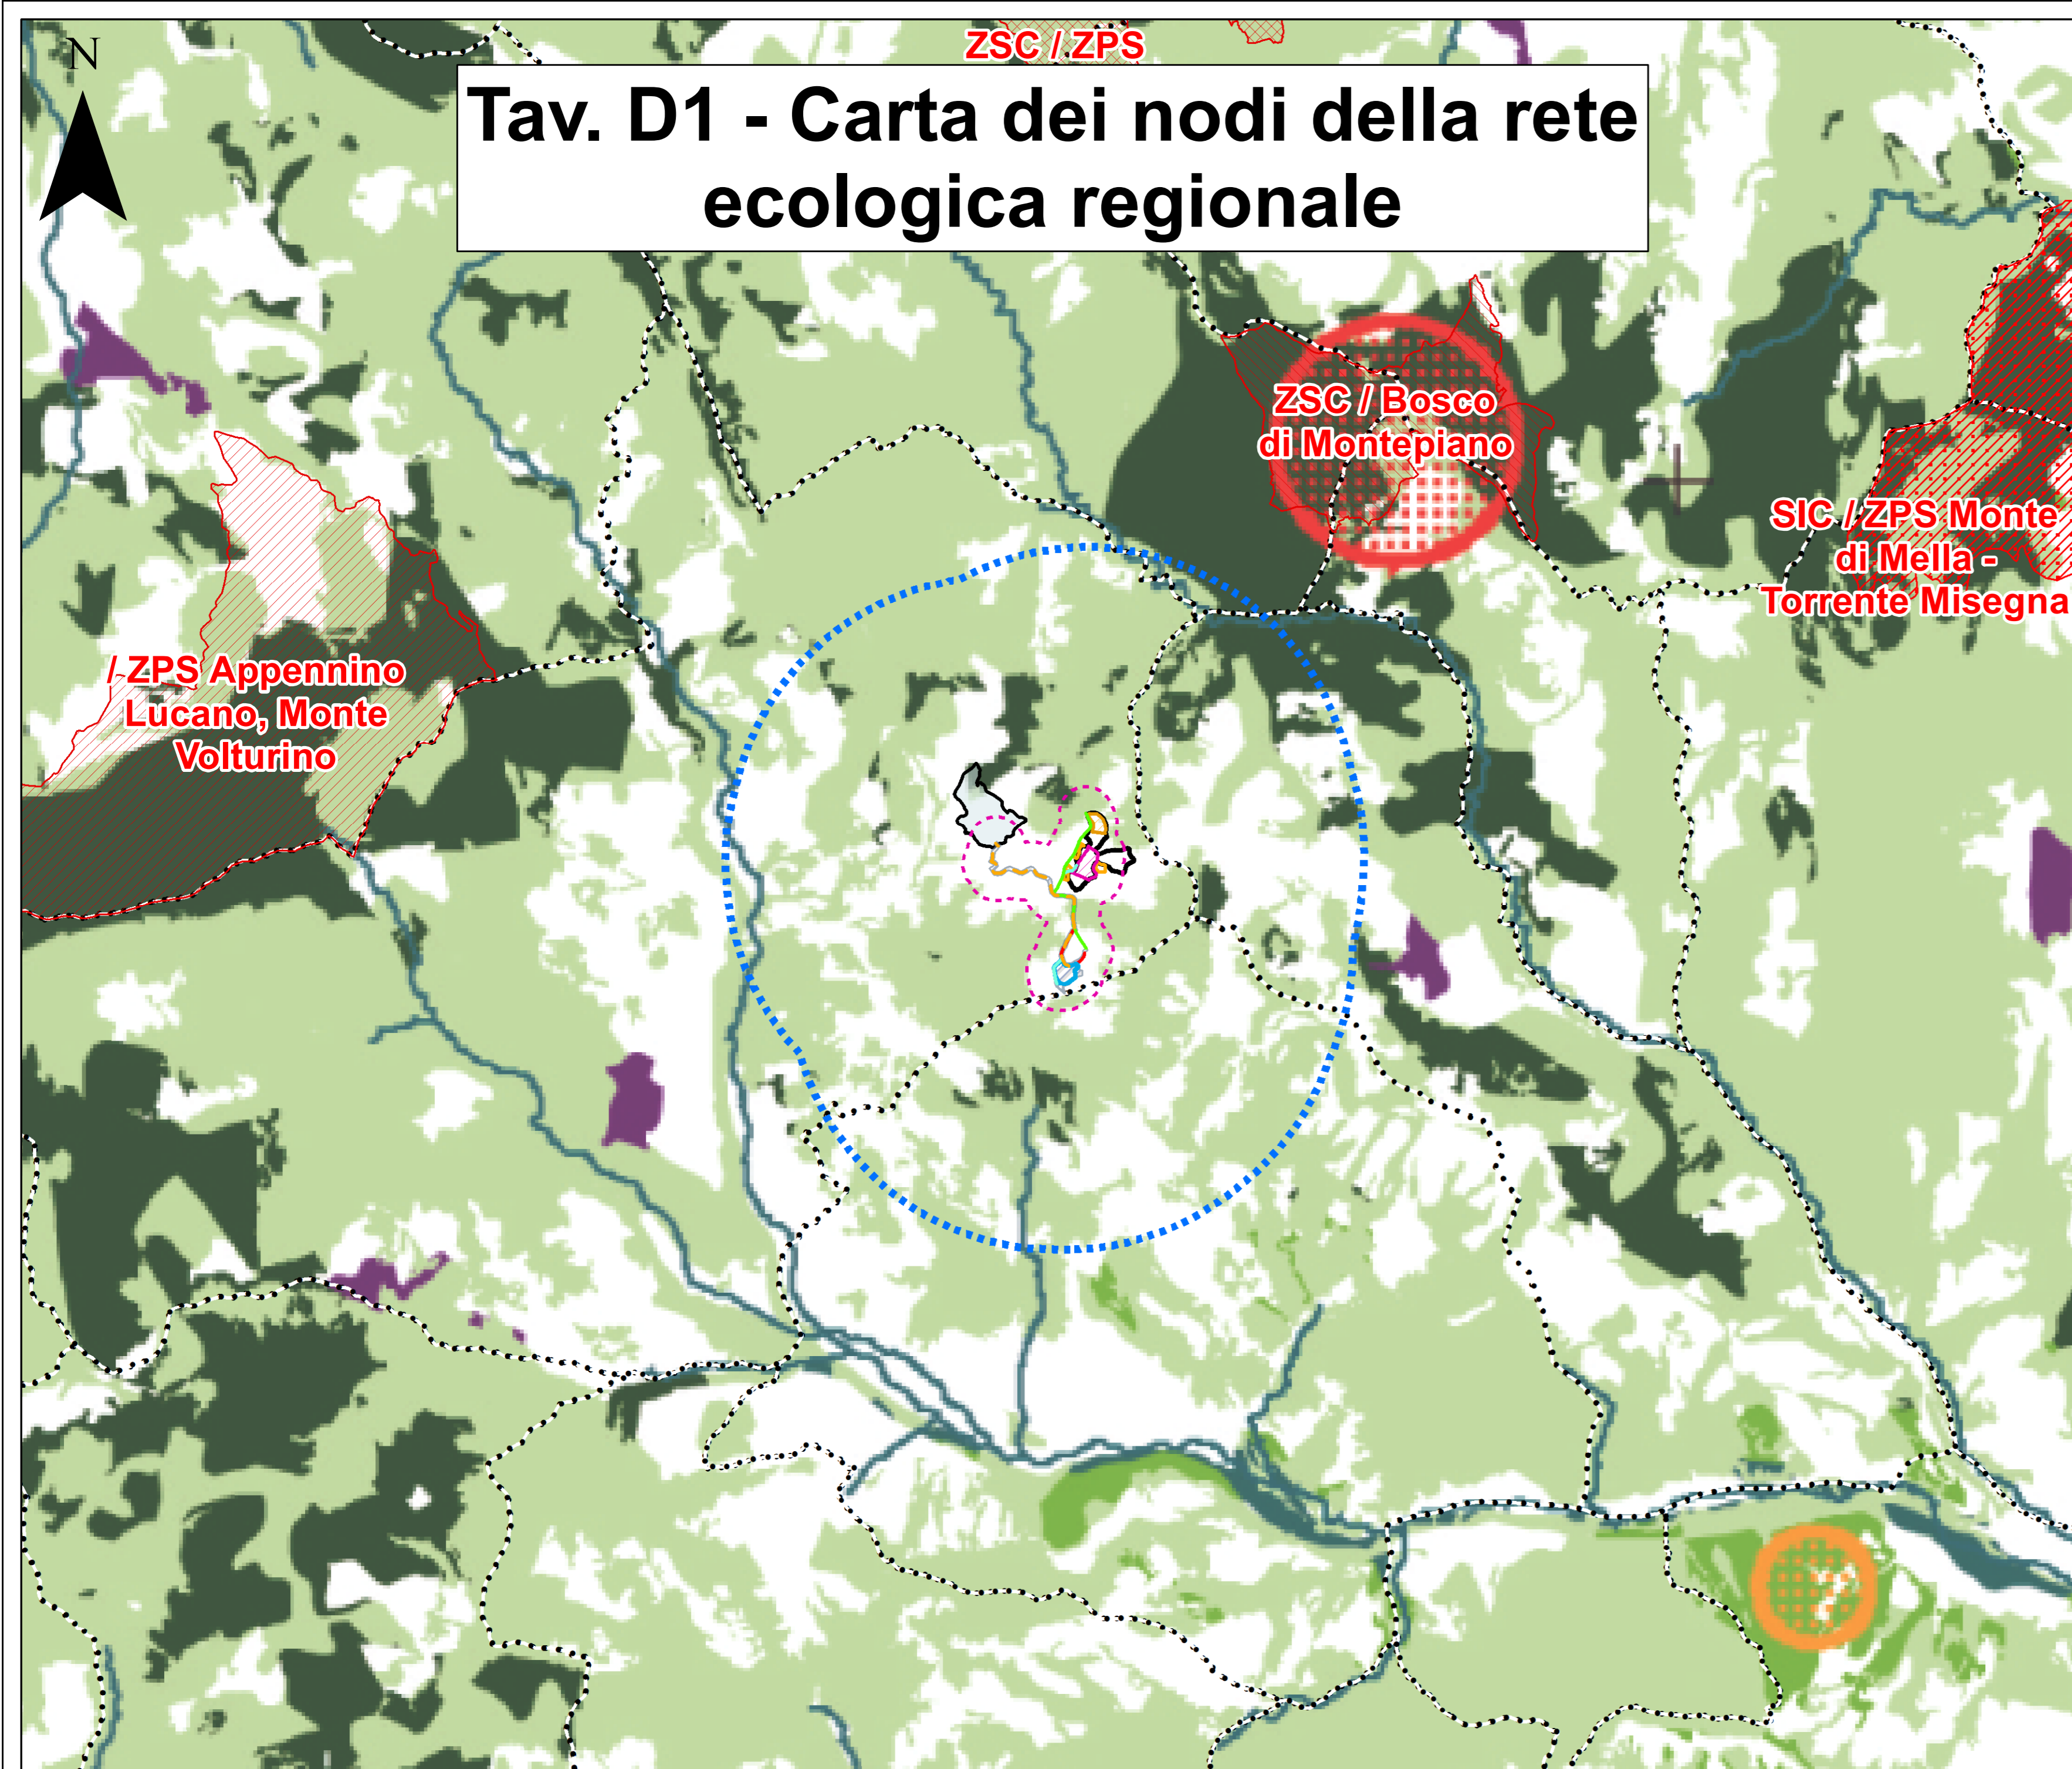 N
ZSC / ZPS
Tav. D1 - Carta dei nodi della rete
ecologica regionale
ZSC / Bosco
di Montepiano
SIC / ZPS Monte
di Mella -
Torrente Misegna
/ ZPS Appennino
Lucano, Monte
Volturino